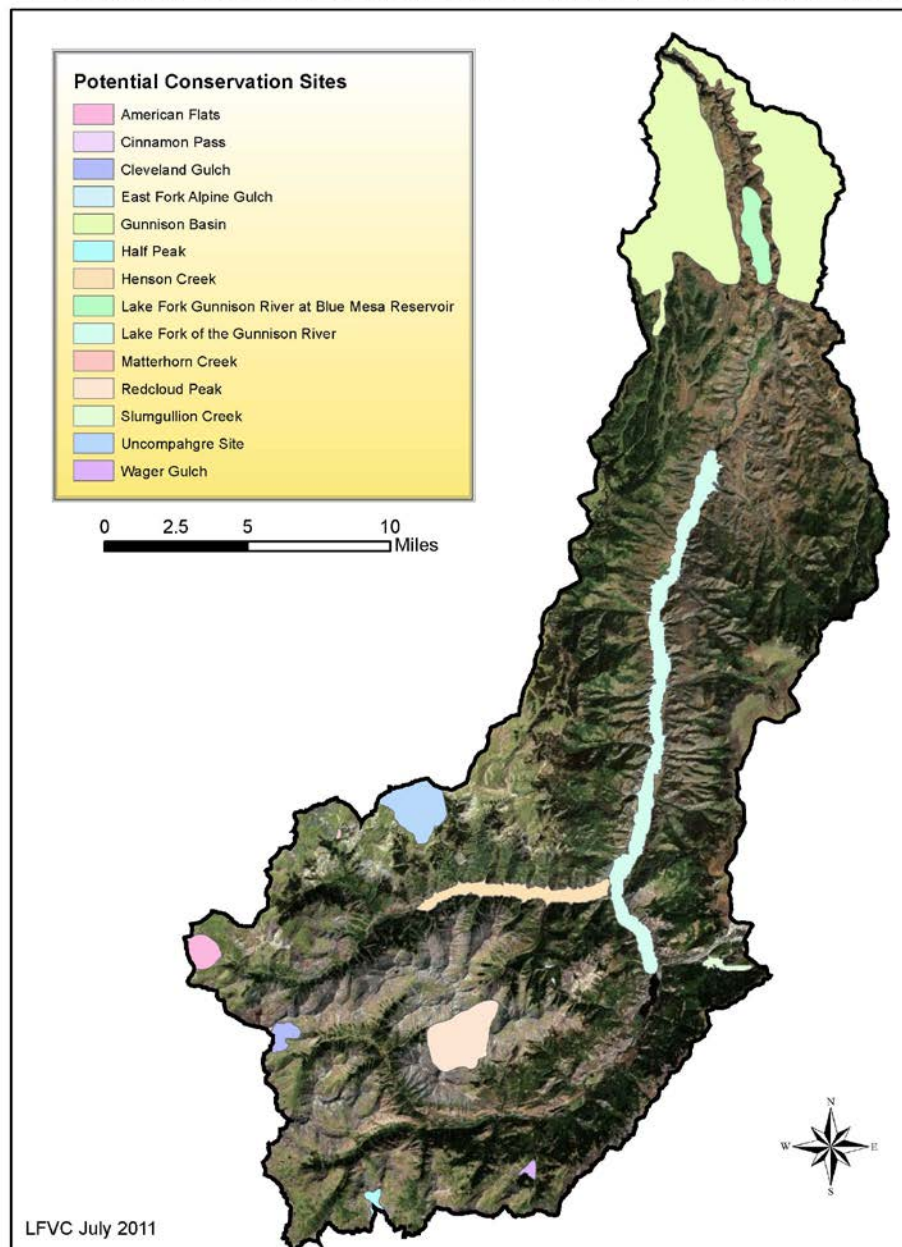 Potential Conservation Sites
American Flats
Cinnamon Pass
Cleveland Gulch
East Fork Alpine Gulch
Gunnison Basin
Half Peak
Henson Creek
Lake Fork Gunnison River at Blue Mesa Reservoir
Lake Fork of the Gunnison River
Matterhorn Creek
Redcloud Peak
Slumgullion Creek
Uncompahgre Site
Wager Gulch
0 2.5 5 10
Miles
N
W E
S
LFVC July 2011